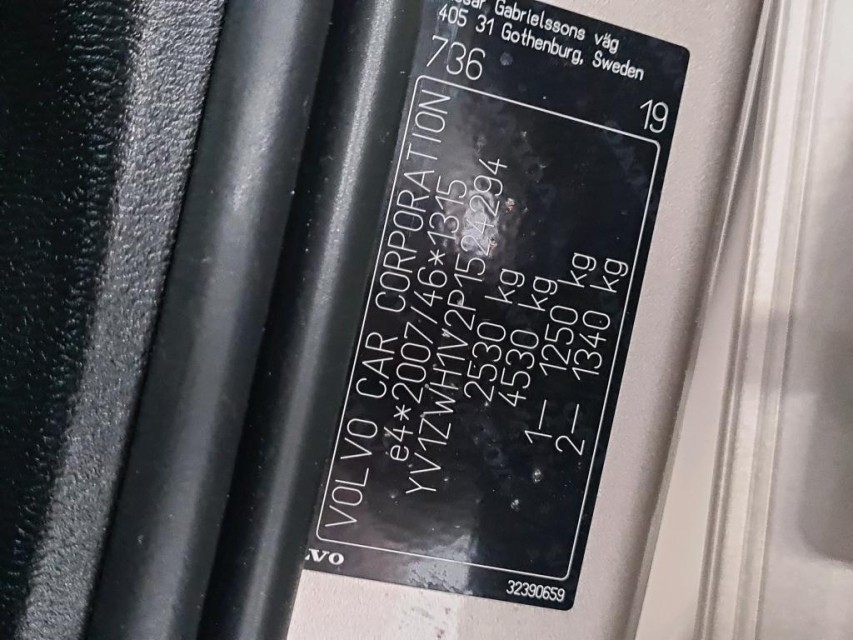 Gabrielssons väg
405 31 Gothenburg, Sweden
736
19
VOLVO CAR CORPORATION
e4*2007/46*1315
YV1ZWH1V2P1524294
2530 kg
4530 kg
1– 1250 kg
2– 1340 kg
32390659